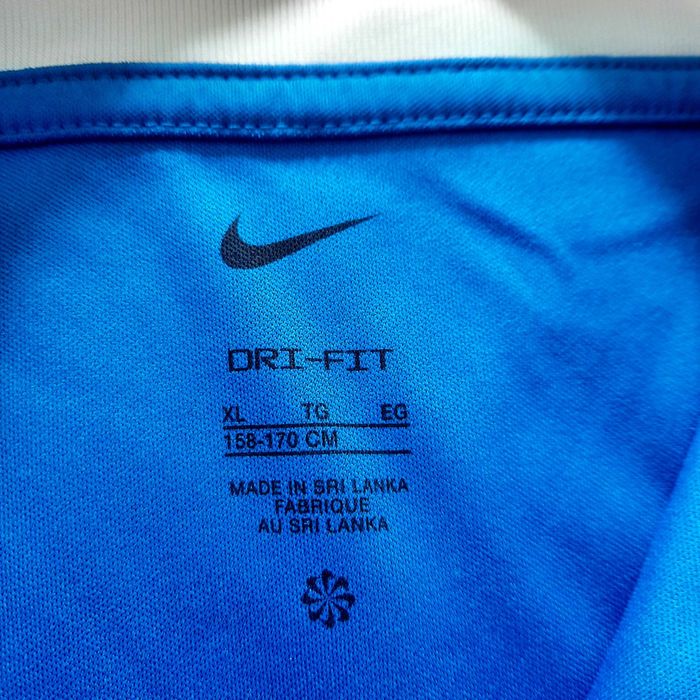 DRI-FIT
XL TG EG
158-170 CM
MADE IN SRI LANKA
FABRIQUE
AU SRI LANKA